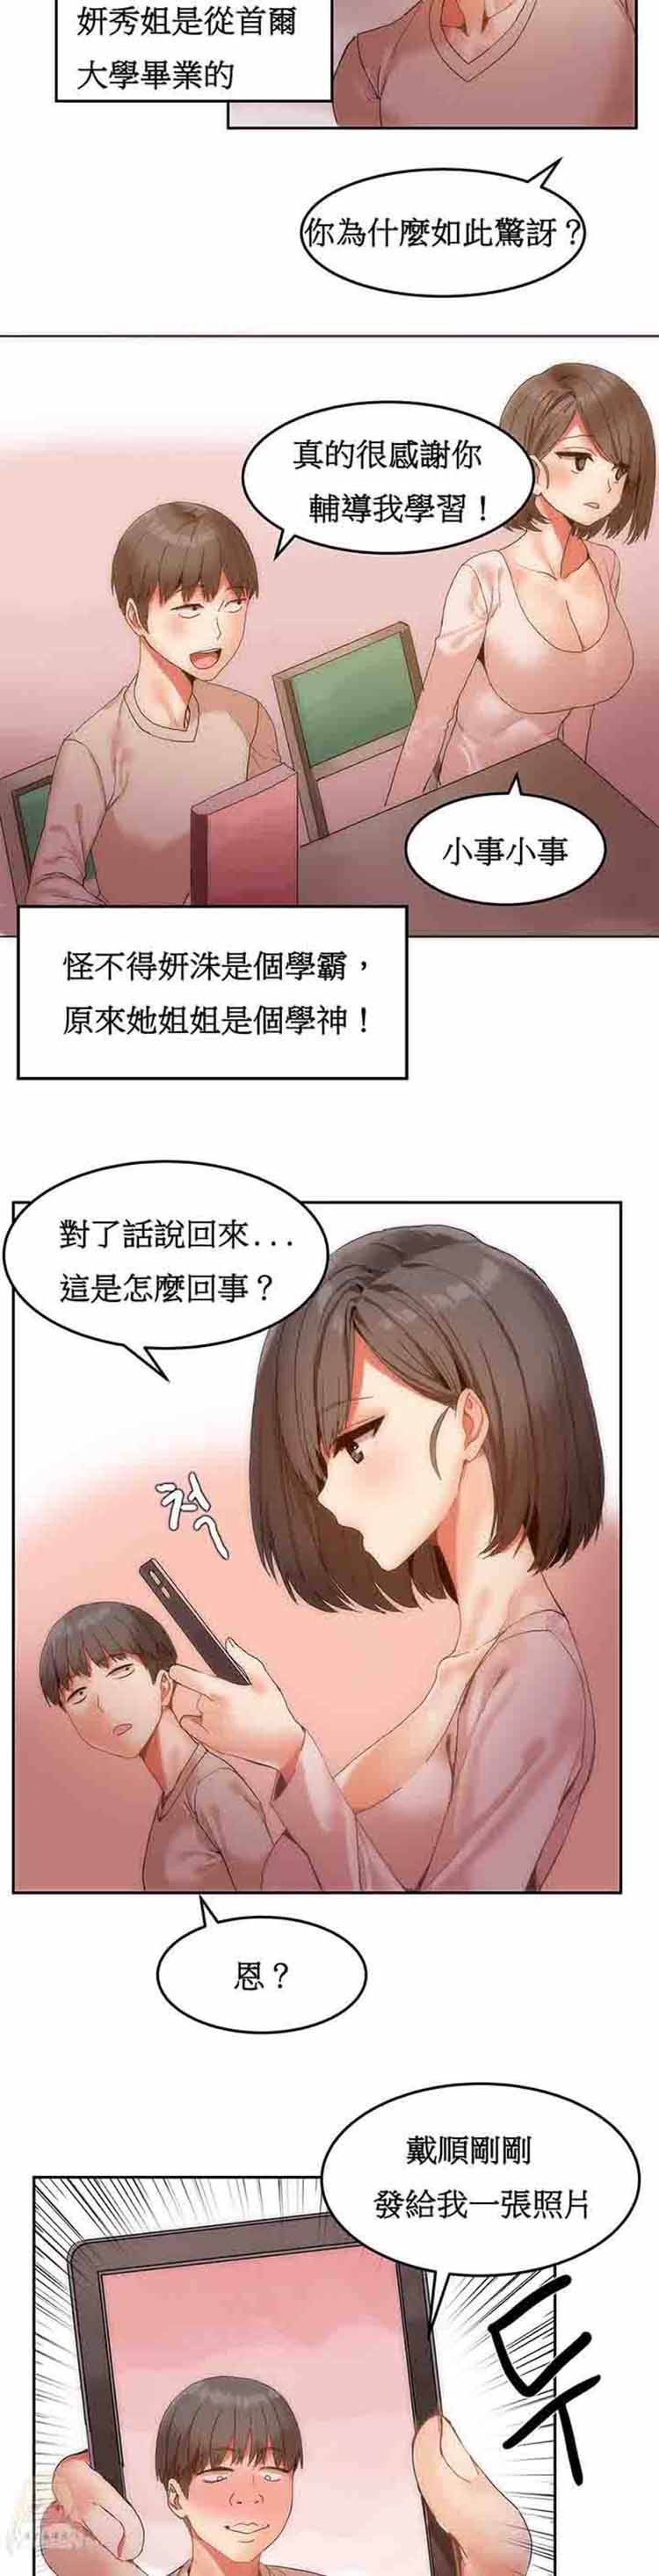 妍秀姐是從首爾
大學畢業的
你為什麼如此驚訝？
真的很感謝你
輔導我學習！
小事小事
怪不得妍洙是個學霸，
原來她姐姐是個學神！
對了話說回來...
這是怎麼回事？
척
恩？
戴順剛剛
發給我一張照片
두